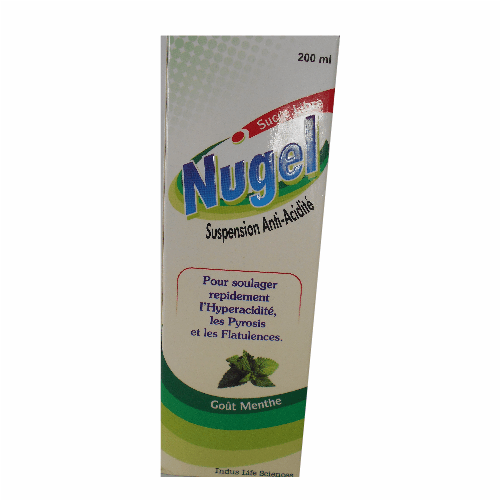 200 ml
Sucre
Nugel
Suspension Anti-Acidité
Pour soulager
repidement
l'Hyperacidité,
les Pyrosis
et les Flatulences.
Goût Menthe
Indus Life Sciences